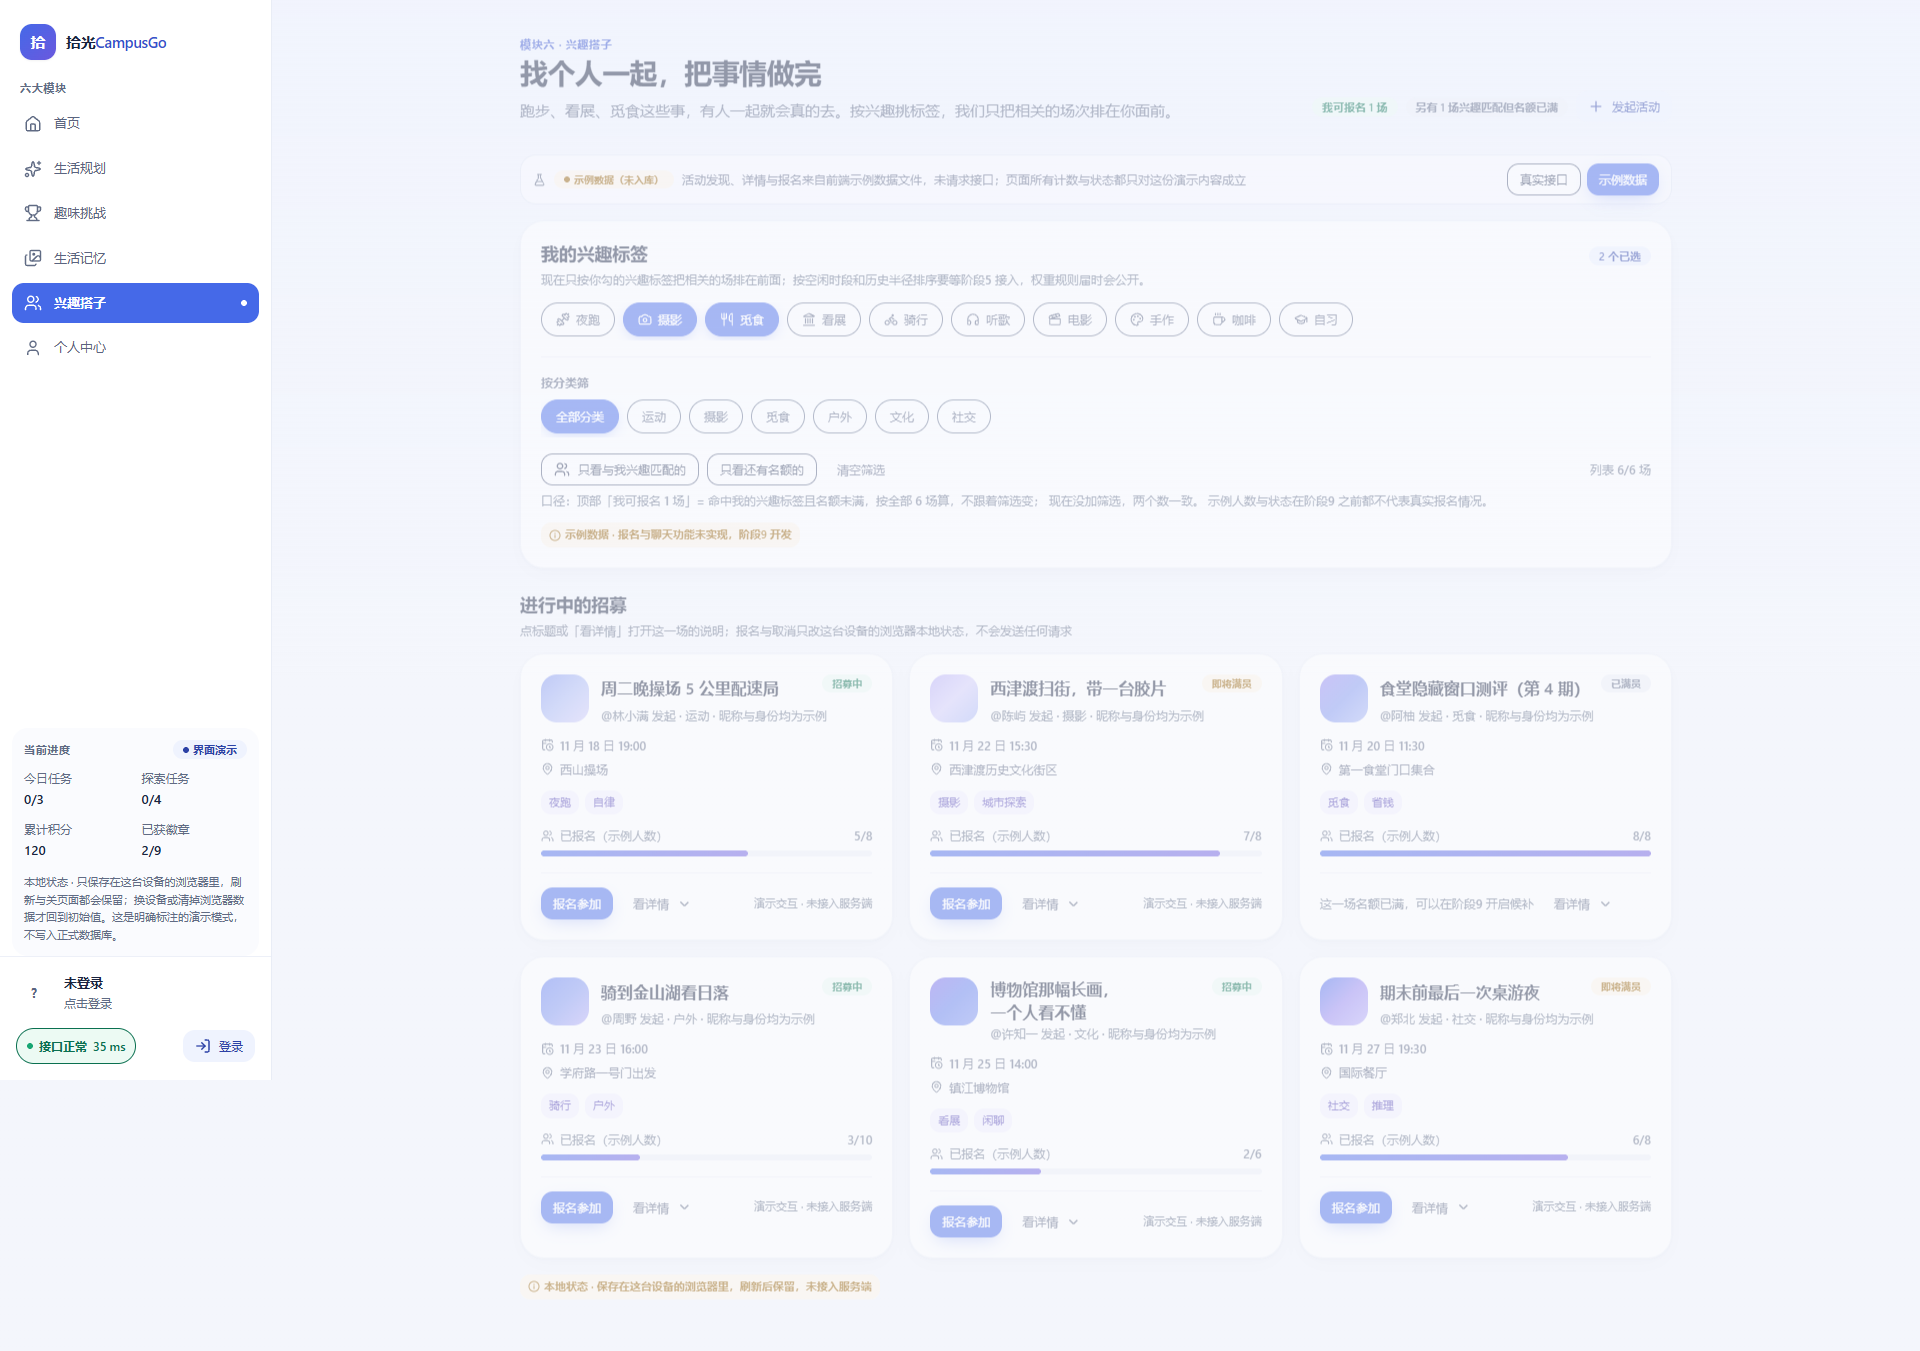 拾 拾光CampusGo
六大模块
首页
生活规划
趣味挑战
生活记忆
兴趣搭子
个人中心
当前进度 界面演示
今日任务 探索任务
0/3 0/4
累计积分 已获徽章
120 2/9
本地状态 · 只保存在这台设备的浏览器里，刷
新与关页面都会保留；换设备或清掉浏览器数
据才回到初始值。这是明确标注的演示模式，
不写入正式数据库。
? 未登录
点击登录
接口正常 35 ms 登录
模块六 · 兴趣搭子
找个人一起，把事情做完
跑步、看展、觅食这些事，有人一起就会真的去。按兴趣挑标签，我们只把相关的场次排在你面前。
我可报名 1 场 另有 1 场兴趣匹配但名额已满 发起活动
示例数据（未入库） 活动发现、详情与报名来自前端示例数据文件，未请求接口；页面所有计数与状态都只对这份演示内容成立 真实接口 示例数据
我的兴趣标签 2 个已选
现在只按你勾的兴趣标签把相关的场排在前面；按空闲时段和历史半径排序要等阶段5 接入，权重规则届时会公开。
夜跑 摄影 觅食 看展 骑行 听歌 电影 手作 咖啡 自习
按分类筛
全部分类 运动 摄影 觅食 户外 文化 社交
只看与我兴趣匹配的 只看还有名额的 清空筛选 列表 6/6 场
口径：顶部「我可报名 1 场」= 命中我的兴趣标签且名额未满，按全部 6 场算，不跟着筛选变； 现在没加筛选，两个数一致。 示例人数与状态在阶段9 之前都不代表真实报名情况。
示例数据 · 报名与聊天功能未实现，阶段9 开发
进行中的招募
点标题或「看详情」打开这一场的说明；报名与取消只改这台设备的浏览器本地状态，不会发送任何请求
周二晚操场 5 公里配速局 招募中
@林小满 发起 · 运动 · 昵称与身份均为示例
11 月 18 日 19:00
西山操场
夜跑 自律
已报名（示例人数） 5/8
报名参加 看详情 演示交互 · 未接入服务端
西津渡扫街，带一台胶片 即将满员
@陈屿 发起 · 摄影 · 昵称与身份均为示例
11 月 22 日 15:30
西津渡历史文化街区
摄影 城市探索
已报名（示例人数） 7/8
报名参加 看详情 演示交互 · 未接入服务端
食堂隐藏窗口测评（第 4 期） 已满员
@阿柚 发起 · 觅食 · 昵称与身份均为示例
11 月 20 日 11:30
第一食堂门口集合
觅食 省钱
已报名（示例人数） 8/8
这一场名额已满，可以在阶段9 开启候补 看详情
骑到金山湖看日落 招募中
@周野 发起 · 户外 · 昵称与身份均为示例
11 月 23 日 16:00
学府路一号门出发
骑行 户外
已报名（示例人数） 3/10
报名参加 看详情 演示交互 · 未接入服务端
博物馆那幅长画， 招募中
一个人看不懂
@许知一 发起 · 文化 · 昵称与身份均为示例
11 月 25 日 14:00
镇江博物馆
看展 闲聊
已报名（示例人数） 2/6
报名参加 看详情 演示交互 · 未接入服务端
期末前最后一次桌游夜 即将满员
@郑北 发起 · 社交 · 昵称与身份均为示例
11 月 27 日 19:30
国际餐厅
社交 推理
已报名（示例人数） 6/8
报名参加 看详情 演示交互 · 未接入服务端
本地状态 · 保存在这台设备的浏览器里，刷新后保留，未接入服务端